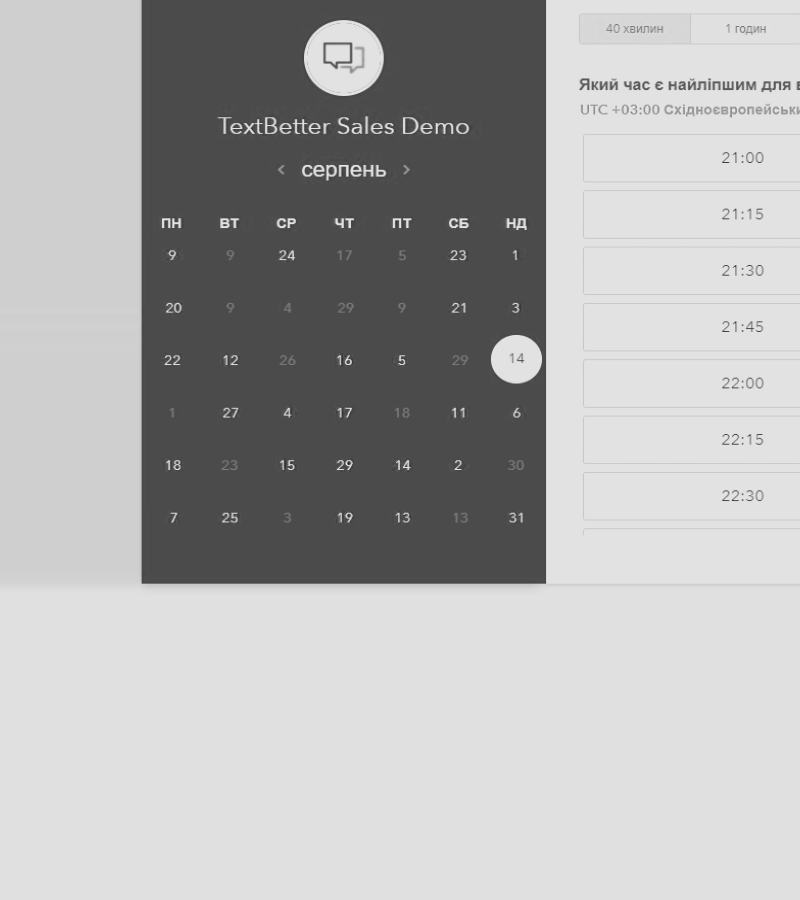 TextBetter Sales Demo
серпень
ПН ВТ СР ЧТ ПТ СБ НД
9 9 24 17 5 23 1
20 9 4 29 9 21 3
22 12 26 16 5 29 14
1 27 4 17 18 11 6
18 23 15 29 14 2 30
7 25 3 19 13 13 31
40 хвилин 1 годин
Який час є найліпшим для в
UTC +03:00 Східноєвропейськи
21:00
21:15
21:30
21:45
22:00
22:15
22:30